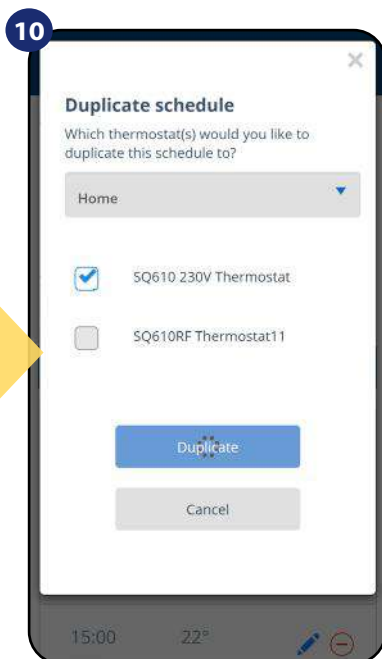 10
Duplicate schedule
Which thermostat(s) would you like to
duplicate this schedule to?
Home
SQ610 230V Thermostat
SQ610RF Thermostat11
Duplicate
Cancel
15:00 22°